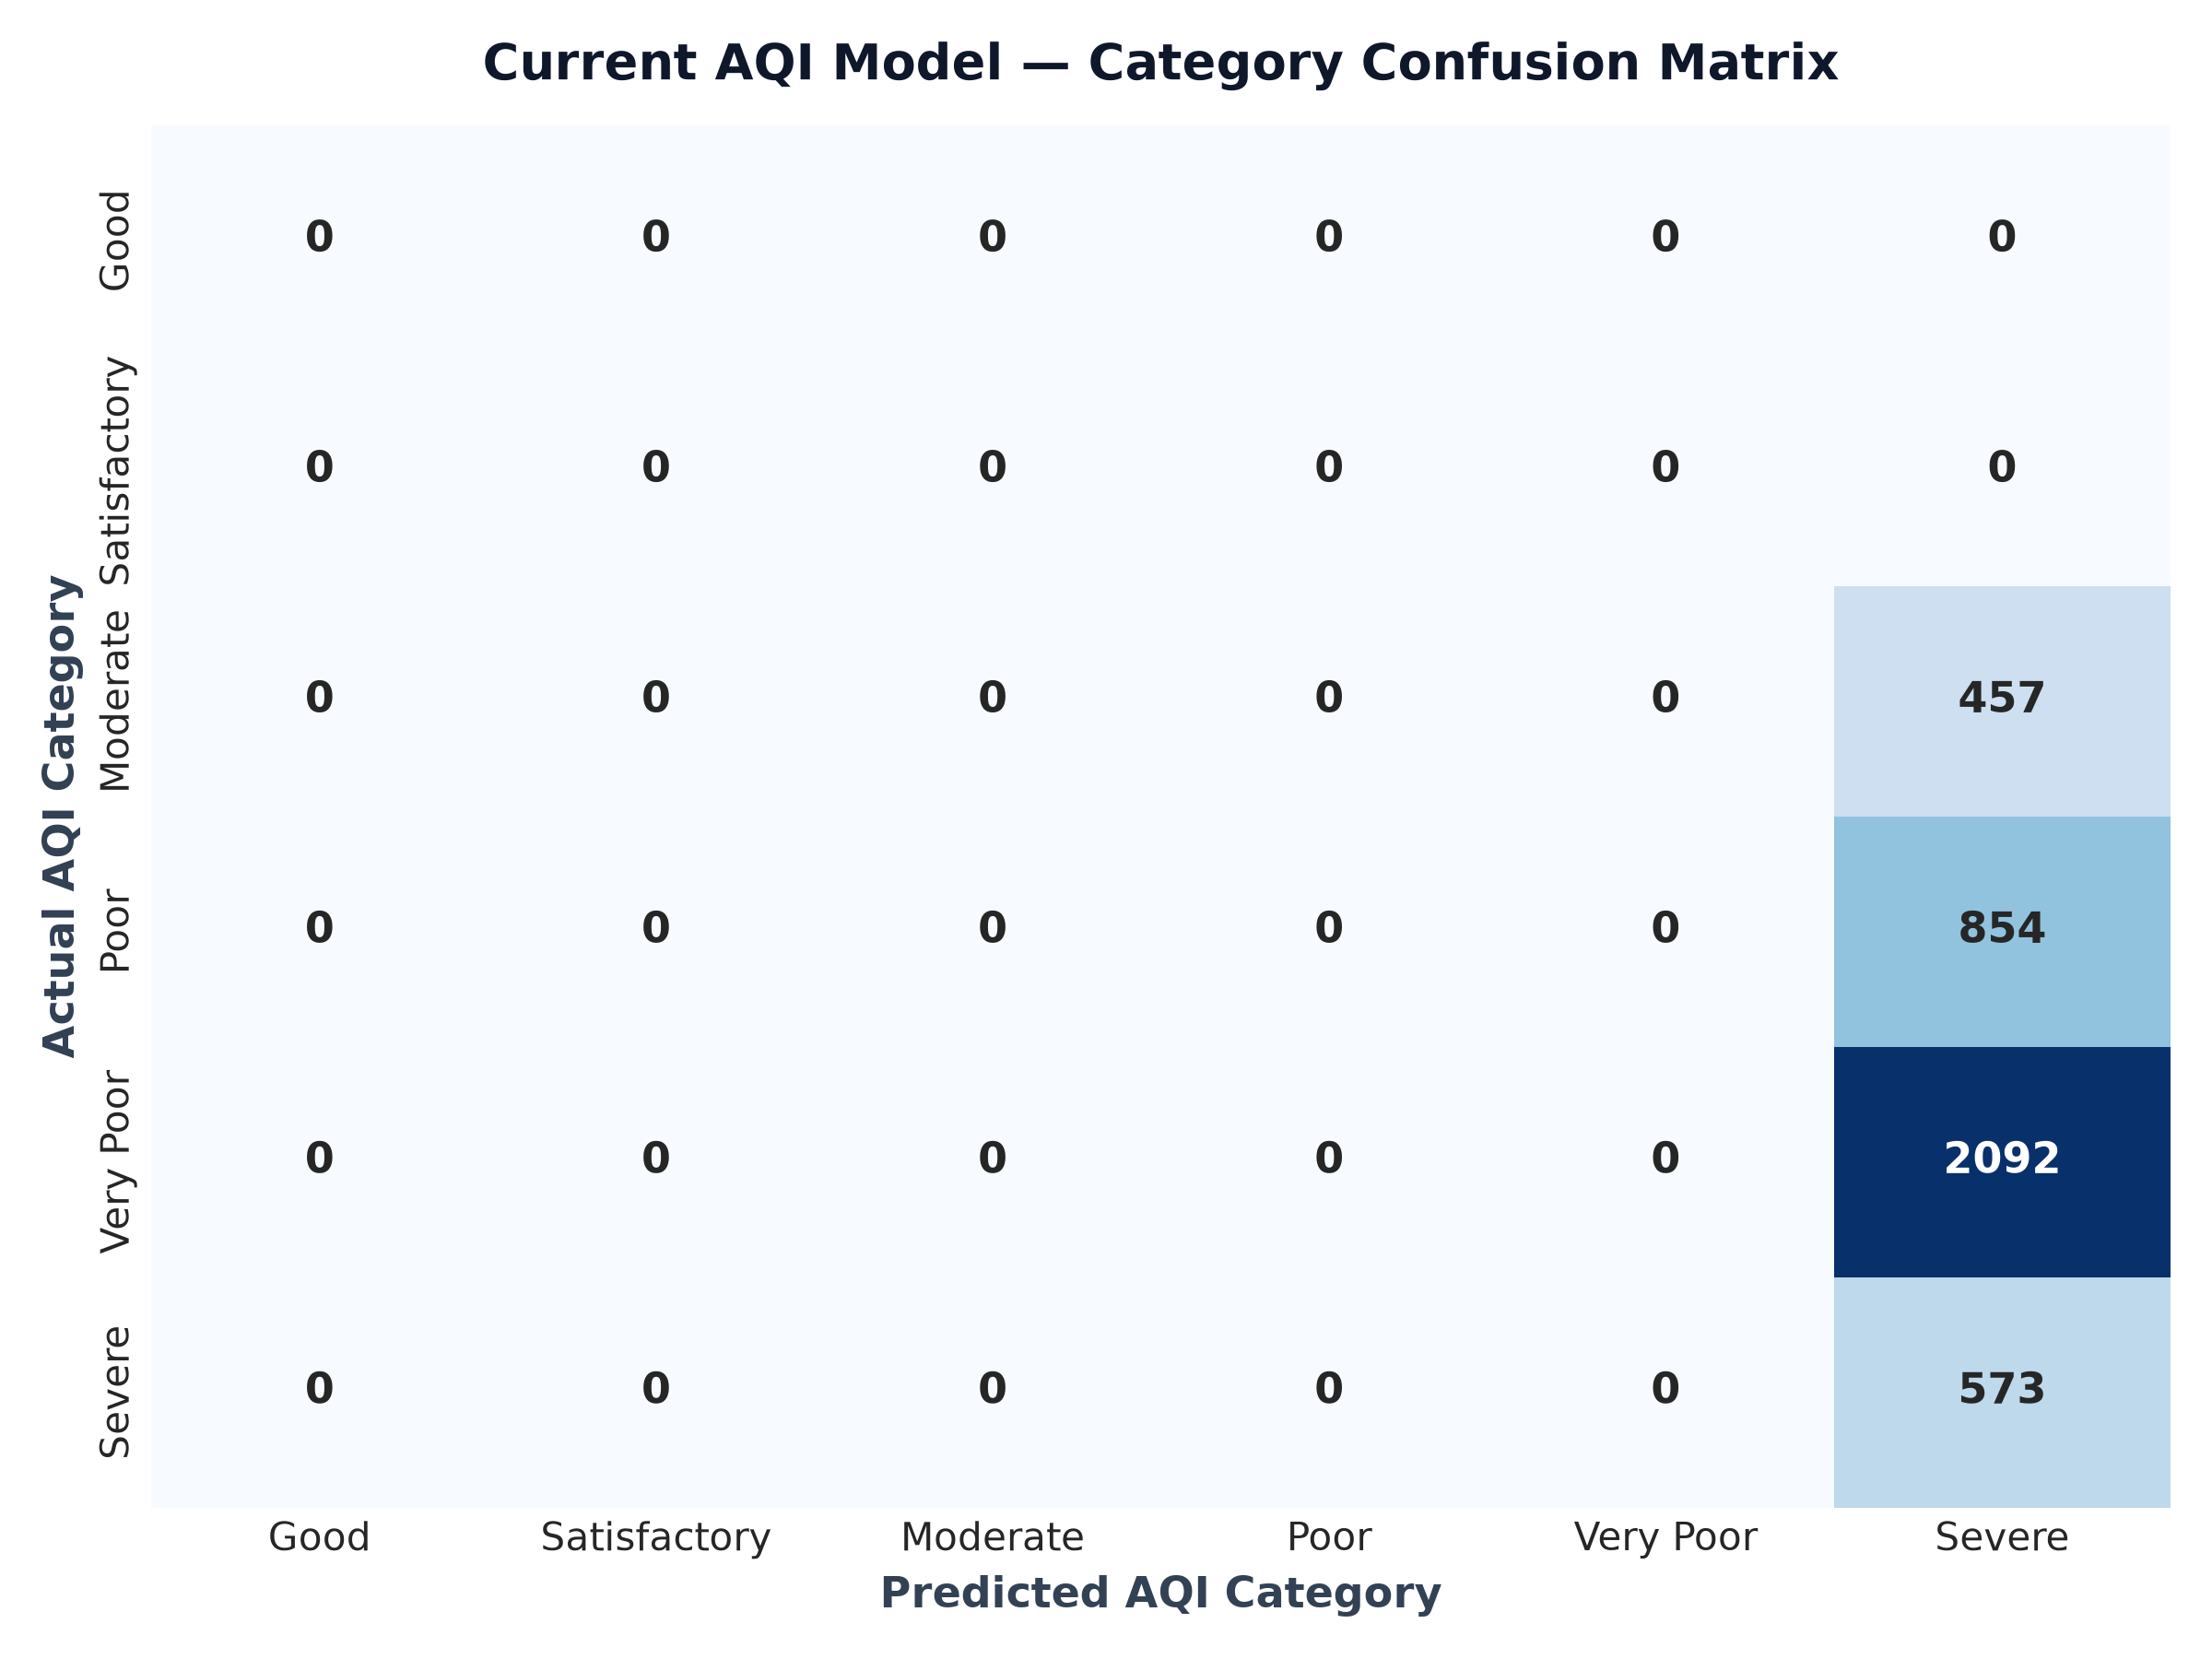 Current AQI Model — Category Confusion Matrix
Actual AQI Category
Good 0 0 0 0 0 0
Satisfactory 0 0 0 0 0 0
Moderate 0 0 0 0 0 457
Poor 0 0 0 0 0 854
Very Poor 0 0 0 0 0 2092
Severe 0 0 0 0 0 573
Good Satisfactory Moderate Poor Very Poor Severe
Predicted AQI Category